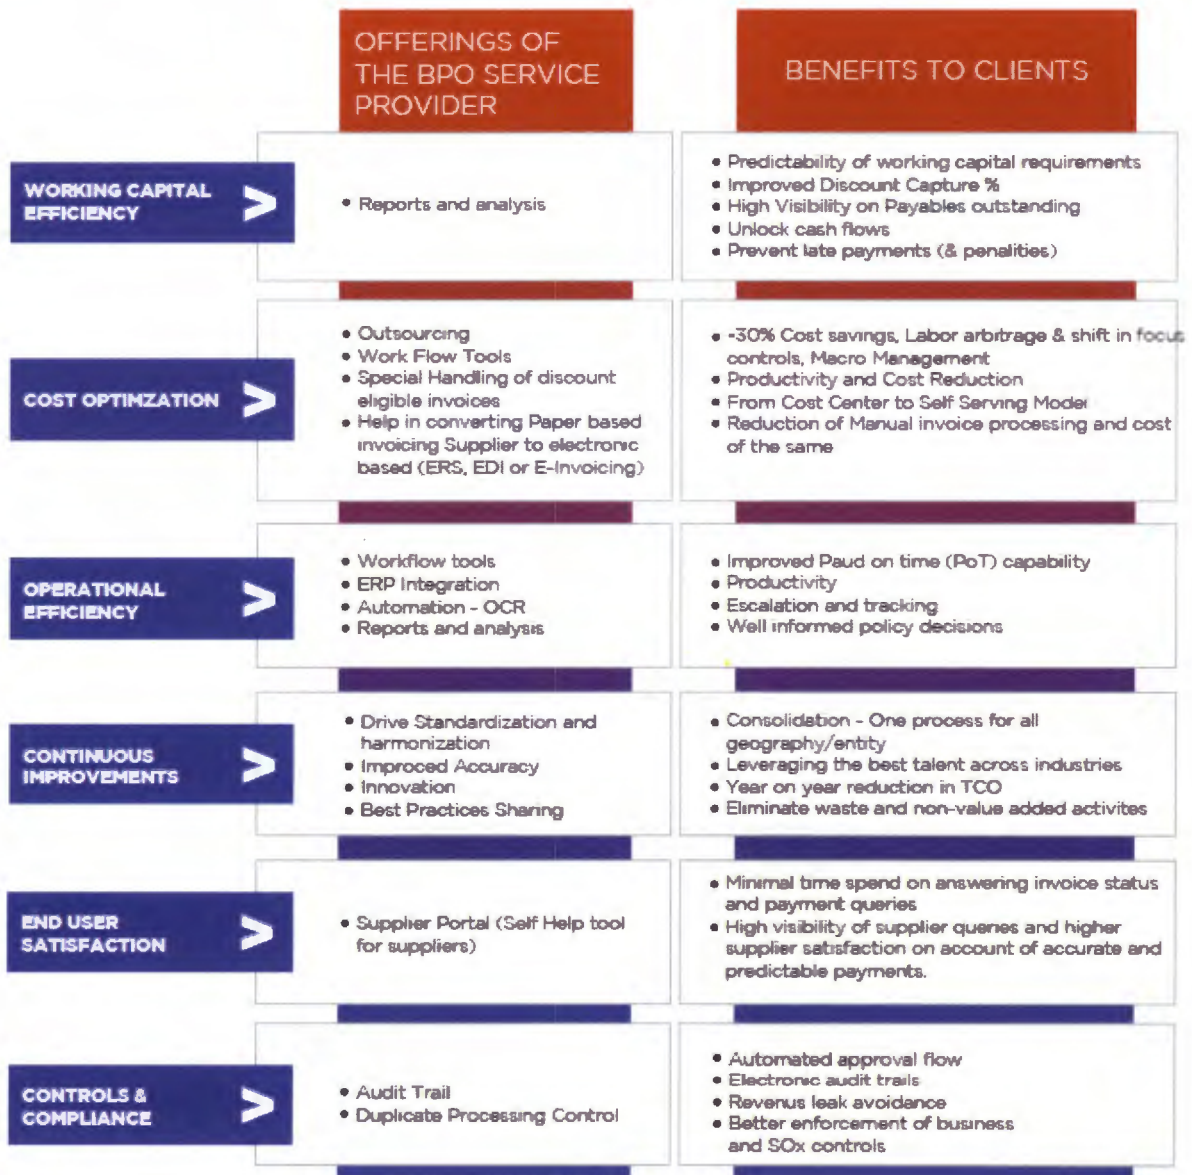 OFFERINGS OF
THE BPO SERVICE
PROVIDER
BENEFITS TO CLIENTS
WORKING CAPITAL
EFFICIENCY
• Reports and analysis
• Predictability of working capital requirements
• Improved Discount Capture %
• High Visibility on Payables outstanding
• Unlock cash flows
• Prevent late payments (& penalities)
COST OPTIMZATION
• Outsourcing
• Work Flow Tools
• Special Handling of discount
eligible invoices
• Help in converting Paper based
invoicing Supplier to electronic
based (ERS, EDI or E-Invoicing)
• -30% Cost savings, Labor arbitrage & shift in focus
controls, Macro Management
• Productivity and Cost Reduction
• From Cost Center to Self Serving Model
• Reduction of Manual invoice processing and cost
of the same
OPERATIONAL
EFFICIENCY
• Workflow tools
• ERP Integration
• Automation - OCR
• Reports and analysis
• Improved Paud on time (PoT) capability
• Productivity
• Escalation and tracking
• Well informed policy decisions
CONTINUOUS
IMPROVEMENTS
• Drive Standardization and
harmonization
• Improced Accuracy
• Innovation
• Best Practices Sharing
• Consolidation - One process for all
geography/entity
• Leveraging the best talent across industries
• Year on year reduction in TCO
• Eliminate waste and non-value added activites
END USER
SATISFACTION
• Supplier Portal (Self Help tool
for suppliers)
• Minimal time spend on answering invoice status
and payment queries
• High visibility of supplier queries and higher
supplier satisfaction on account of accurate and
predictable payments.
CONTROLS &
COMPLIANCE
• Audit Trail
• Duplicate Processing Control
• Automated approval flow
• Electronic audit trails
• Revenus leak avoidance
• Better enforcement of business
and SOx controls